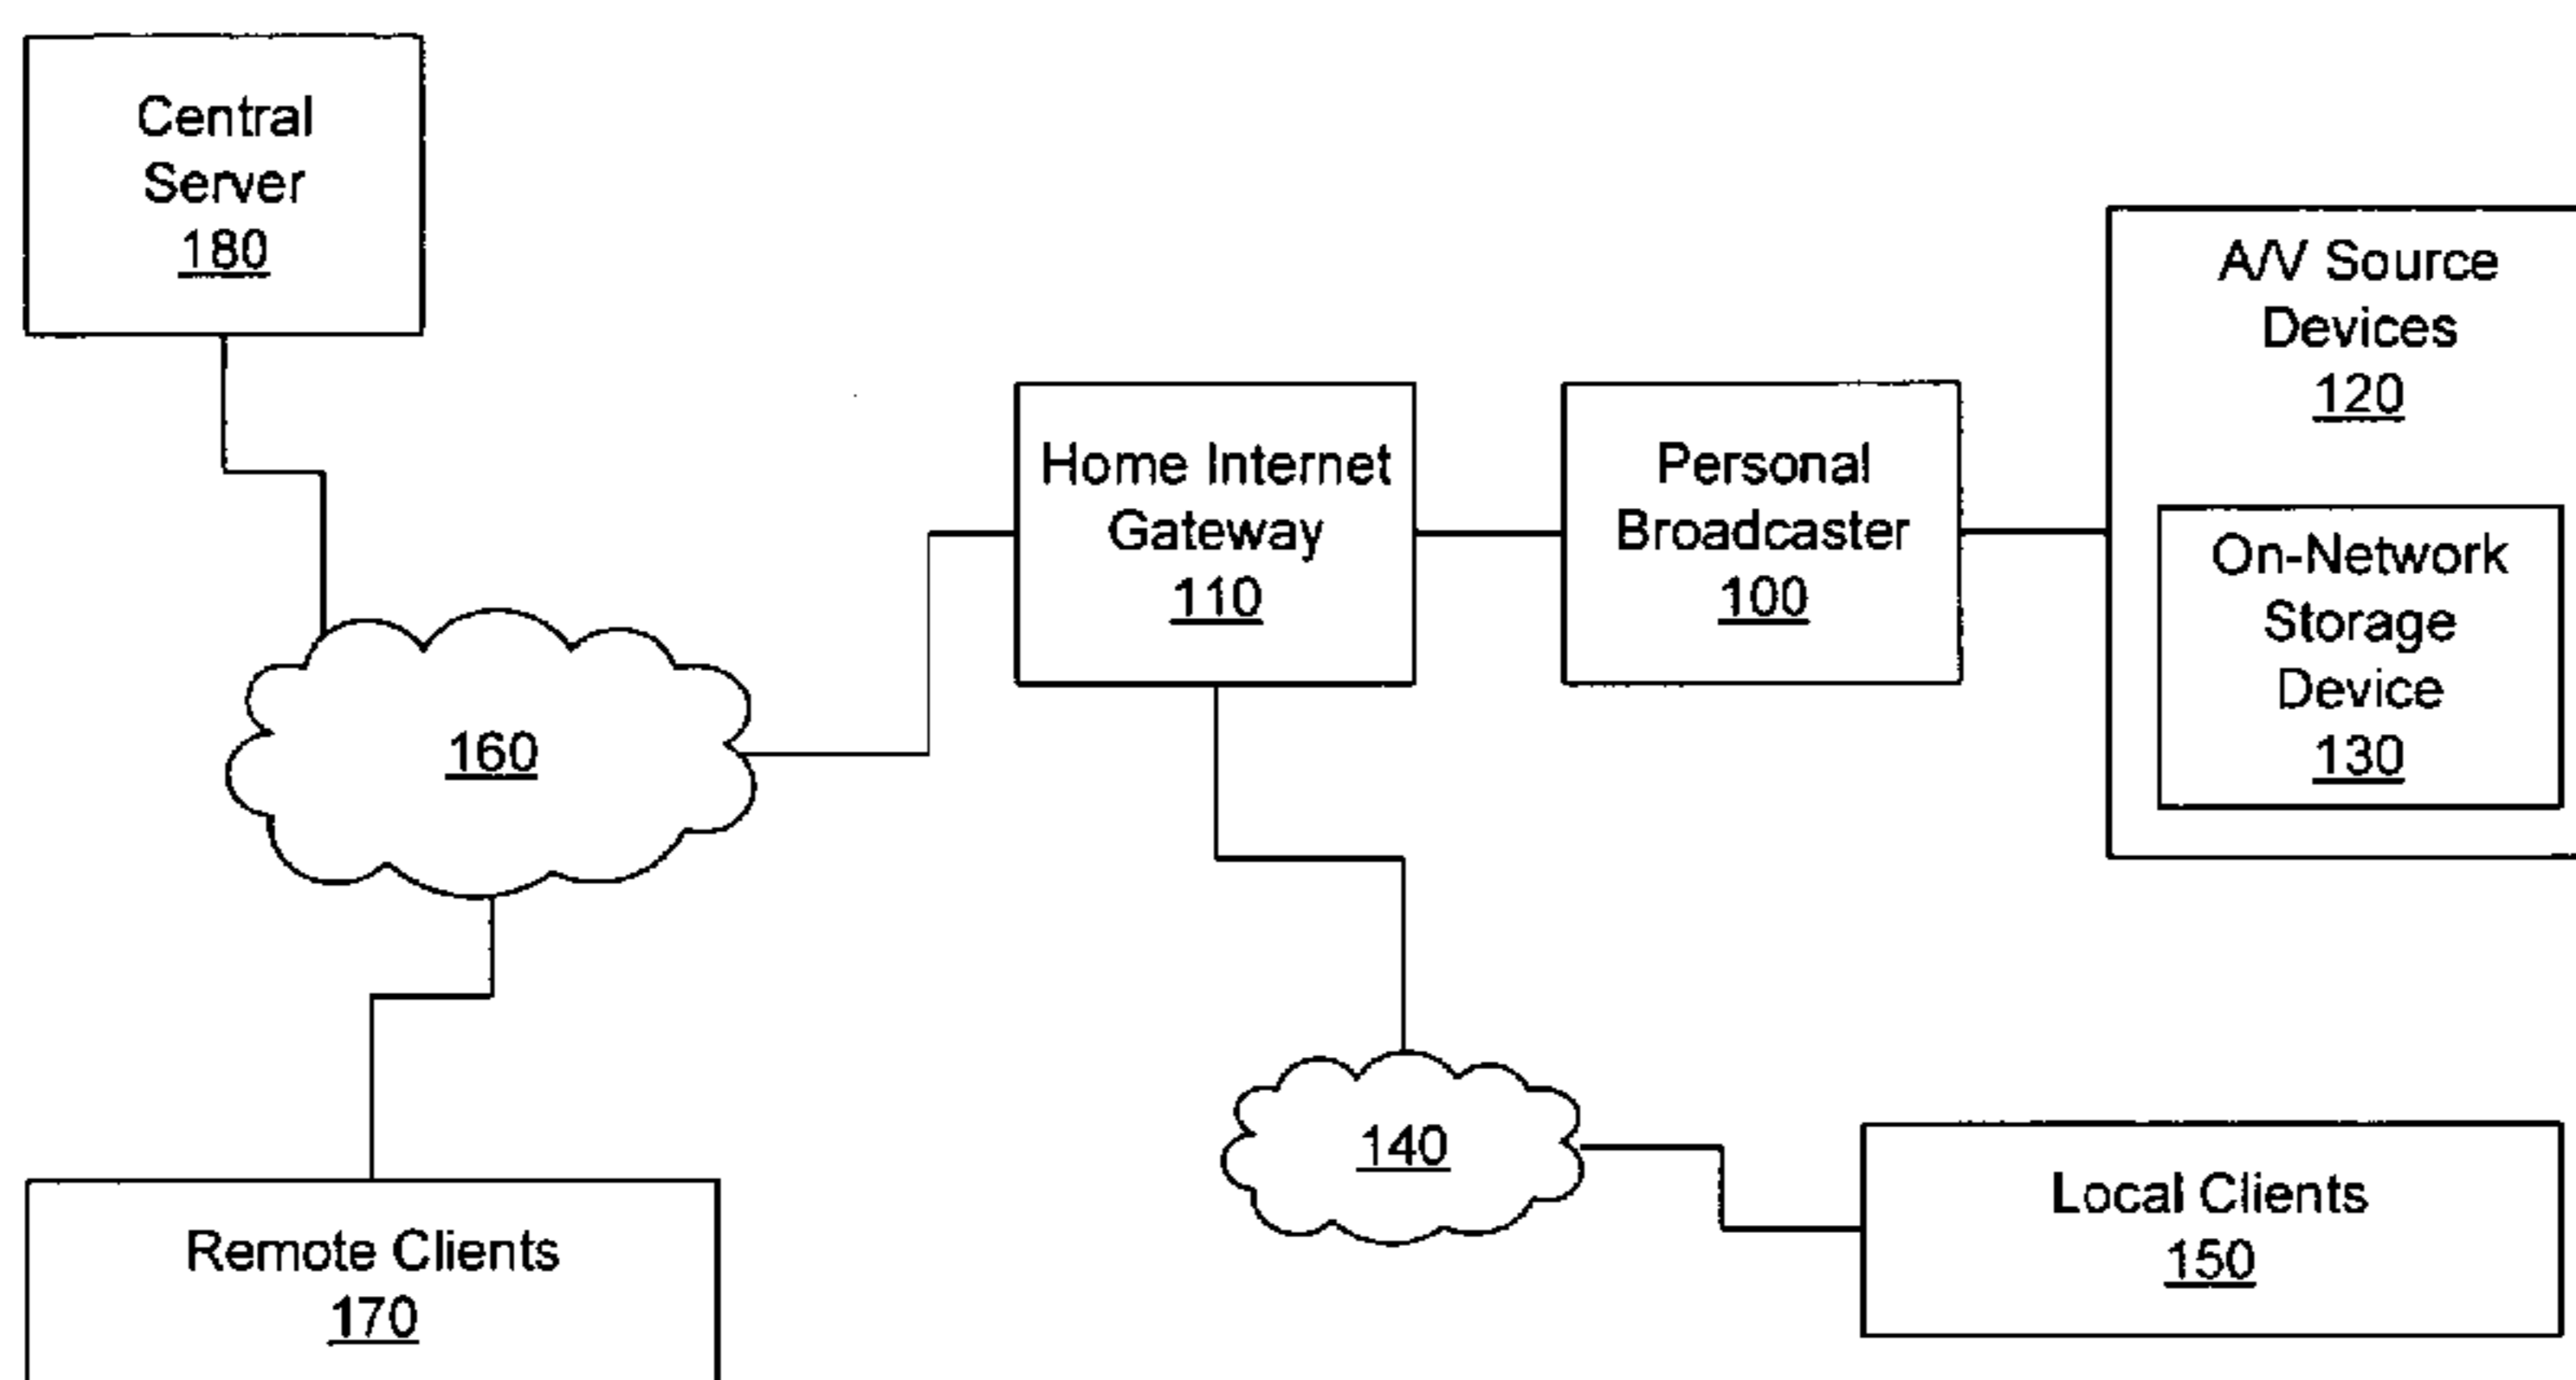 Central
Server
180
A/V Source
Devices
120
Home Internet
Gateway
110
Personal
Broadcaster
100
On-Network
Storage
Device
130
160
140
Local Clients
150
Remote Clients
170